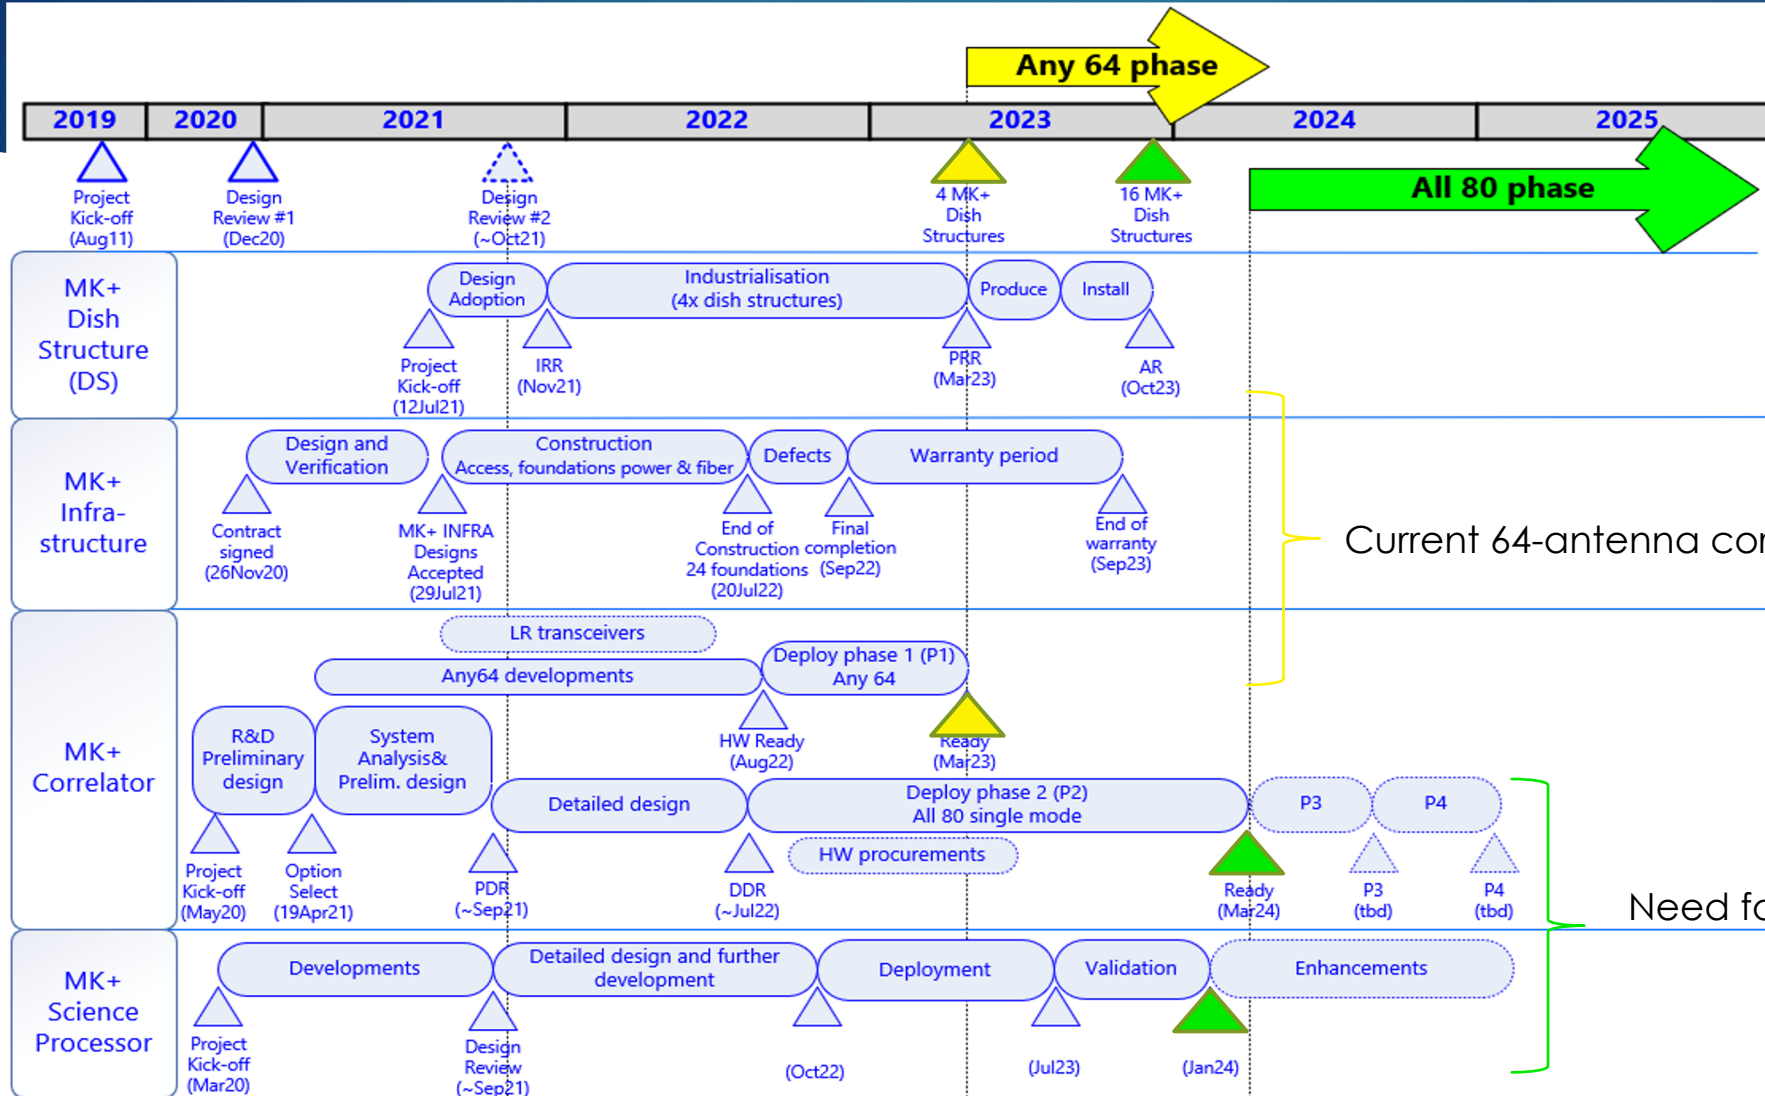 Any 64 phase
2019
2020
2021
2022
2023
2024
2025
Project
Kick-off
(Aug11)
Design
Review #1
(Dec20)
Design
Review #2
(~Oct21)
4 MK+
Dish
Structures
16 MK+
Dish
Structures
All 80 phase
MK+
Dish
Structure
(DS)
Design
Adoption
Industrialisation
(4x dish structures)
Produce
Install
Project
Kick-off
(12Jul21)
IRR
(Nov21)
PRR
(Mar23)
AR
(Oct23)
MK+
Infra-
structure
Design and
Verification
Construction
Access, foundations power & fiber
Defects
Warranty period
Contract
signed
(26Nov20)
MK+ INFRA
Designs
Accepted
(29Jul21)
End of
Construction
24 foundations
(20Jul22)
Final
completion
(Sep22)
End of
warranty
(Sep23)
Current 64-antenna
MK+
Correlator
LR transceivers
Any64 developments
Deploy phase 1 (P1)
Any 64
HW Ready
(Aug22)
Ready
(Mar23)
R&D
Preliminary
design
System
Analysis&
Prelim. design
Detailed design
Deploy phase 2 (P2)
All 80 single mode
P3
P4
HW procurements
Project
Kick-off
(May20)
Option
Select
(19Apr21)
PDR
(~Sep21)
DDR
(~Jul22)
Ready
(Mar24)
P3
(tbd)
P4
(tbd)
Need
MK+
Science
Processor
Developments
Detailed design and further
development
Deployment
Validation
Enhancements
Project
Kick-off
(Mar20)
Design
Review
(~Sep21)
(Oct22)
(Jul23)
(Jan24)